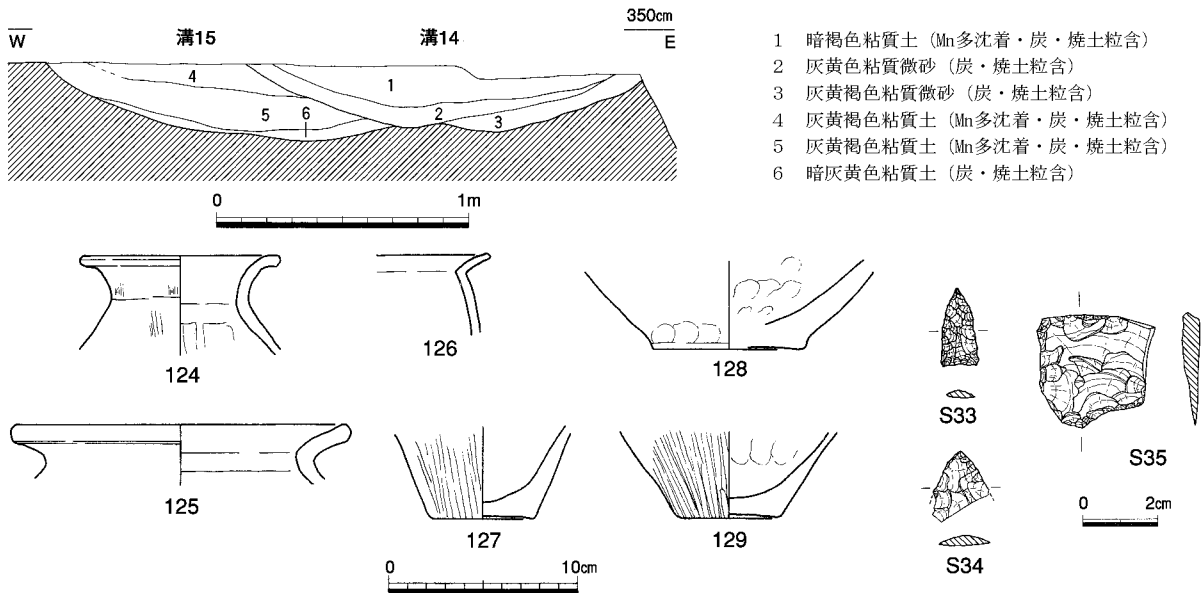 350cm
W 溝15 溝14 E
4 1
5 6 2 3
0 1m
1 暗褐色粘質土（Mn多沈着・炭・焼土粒含）
2 灰黄色粘質微砂（炭・焼土粒含）
3 灰黄褐色粘質微砂（炭・焼土粒含）
4 灰黄褐色粘質土（Mn多沈着・炭・焼土粒含）
5 灰黄褐色粘質土（Mn多沈着・炭・焼土粒含）
6 暗灰黄色粘質土（炭・焼土粒含）
124
126
128
125
127
129
0 10cm
S33
S34
S35
0 2cm